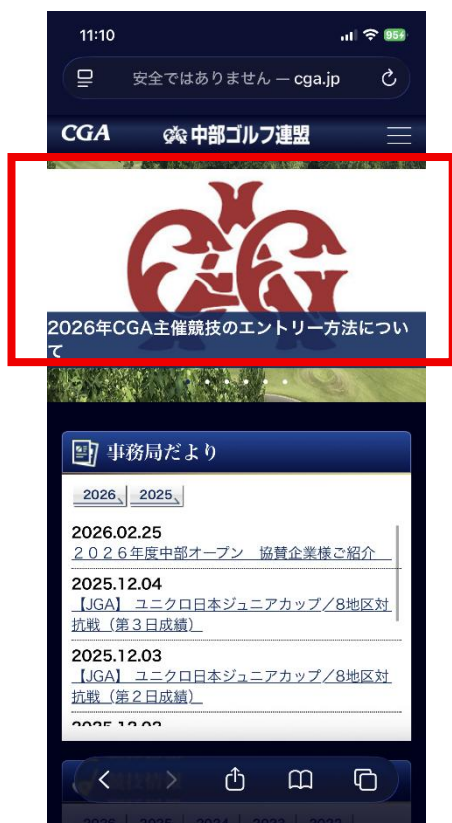 11:10
95
安全ではありません — cga.jp
CGA 中部ゴルフ連盟
2026年CGA主催競技のエントリー方法につい
て
事務局だより
2026 2025
2026.02.25
２０２６年度中部オープン 協賛企業様ご紹介
2025.12.04
【JGA】 ユニクロ日本ジュニアカップ／8地区対
抗戦（第３日成績）
2025.12.03
【JGA】 ユニクロ日本ジュニアカップ／8地区対
抗戦（第２日成績）